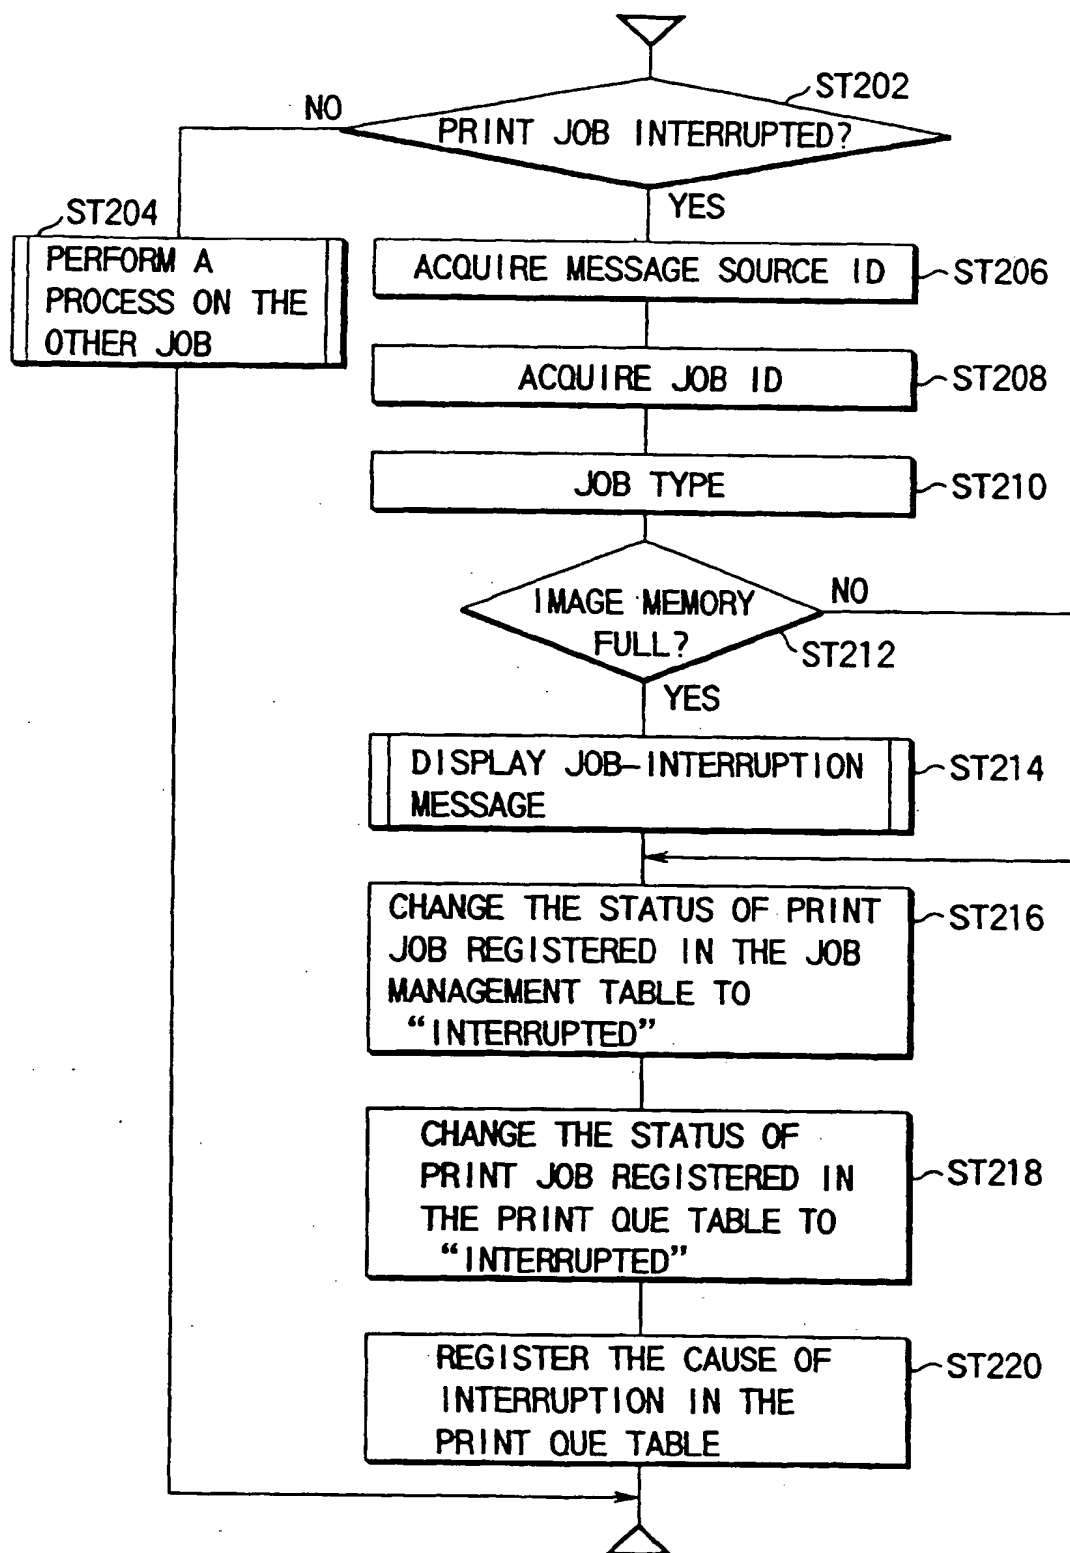 ST202
NO
PRINT JOB INTERRUPTED?
YES
ST204
PERFORM A
PROCESS ON THE
OTHER JOB
ACQUIRE MESSAGE SOURCE ID
ST206
ACQUIRE JOB ID
ST208
JOB TYPE
ST210
IMAGE MEMORY
FULL?
NO
ST212
YES
DISPLAY JOB-INTERRUPTION
MESSAGE
ST214
CHANGE THE STATUS OF PRINT
JOB REGISTERED IN THE JOB
MANAGEMENT TABLE TO
“INTERRUPTED”
ST216
CHANGE THE STATUS OF
PRINT JOB REGISTERED IN
THE PRINT QUE TABLE TO
“INTERRUPTED”
ST218
REGISTER THE CAUSE OF
INTERRUPTION IN THE
PRINT QUE TABLE
ST220